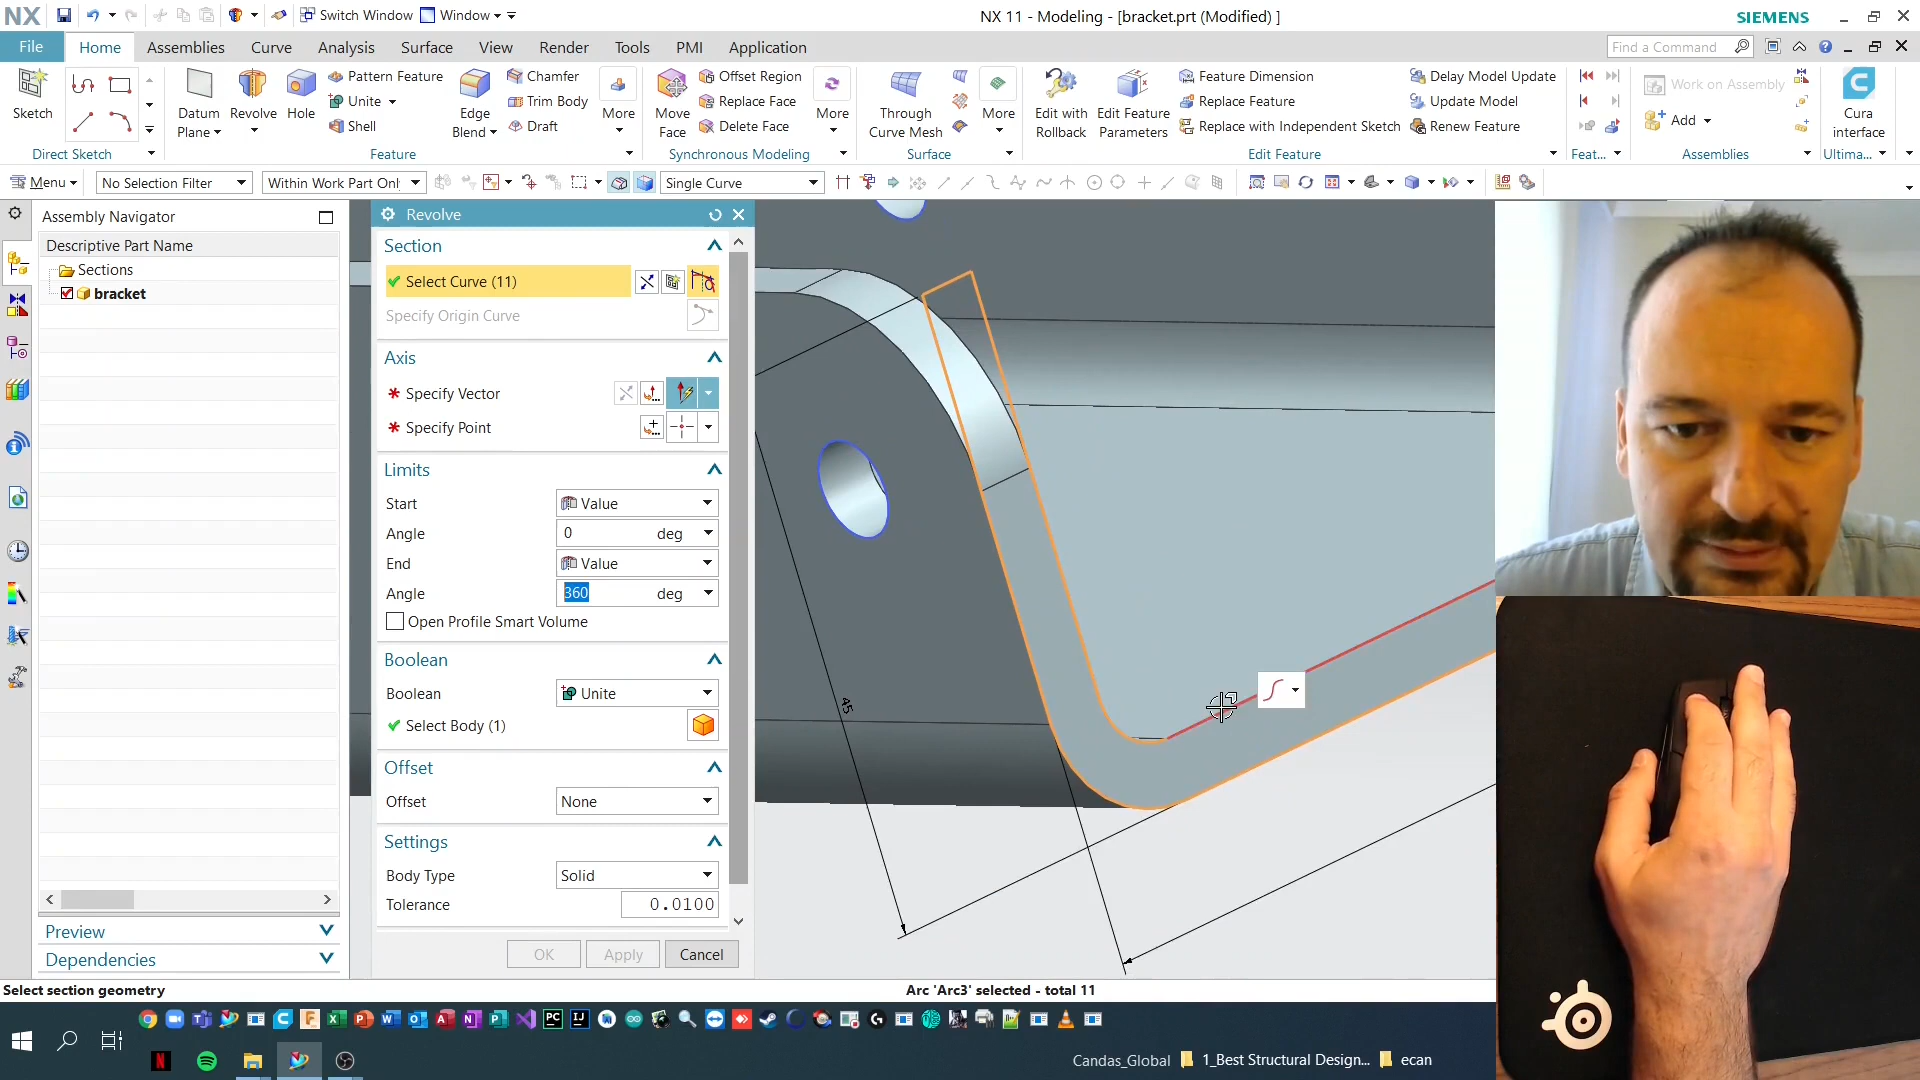 NX
Switch Window
Window
NX 11 - Modeling - [bracket.prt (Modified) ]
SIEMENS
File
Home
Assemblies
Curve
Analysis
Surface
View
Render
Tools
PMI
Application
Find a Command
Sketch
Direct Sketch
Datum
Plane
Revolve
Hole
Pattern Feature
Unite
Shell
Edge
Blend
Chamfer
Trim Body
Draft
More
Feature
Move
Face
Offset Region
Replace Face
Delete Face
More
Synchronous Modeling
Through
Curve Mesh
More
Surface
Edit with
Rollback
Edit Feature
Parameters
Feature Dimension
Replace Feature
Replace with Independent Sketch
Delay Model Update
Update Model
Renew Feature
Edit Feature
Feat...
Work on Assembly
Add
Assemblies
Cura
interface
Ultima...
Menu
No Selection Filter
Within Work Part Onl
Single Curve
Assembly Navigator
Descriptive Part Name
Sections
bracket
Preview
Dependencies
Revolve
Section
Select Curve (11)
Specify Origin Curve
Axis
* Specify Vector
* Specify Point
Limits
Start
Value
Angle
0
deg
End
Value
Angle
360
deg
Open Profile Smart Volume
Boolean
Boolean
Unite
Select Body (1)
Offset
Offset
None
Settings
Body Type
Solid
Tolerance
0.0100
OK
Apply
Cancel
45
Select section geometry
Arc 'Arc3' selected - total 11
Candas_Global
1_Best Structural Design...
ecan